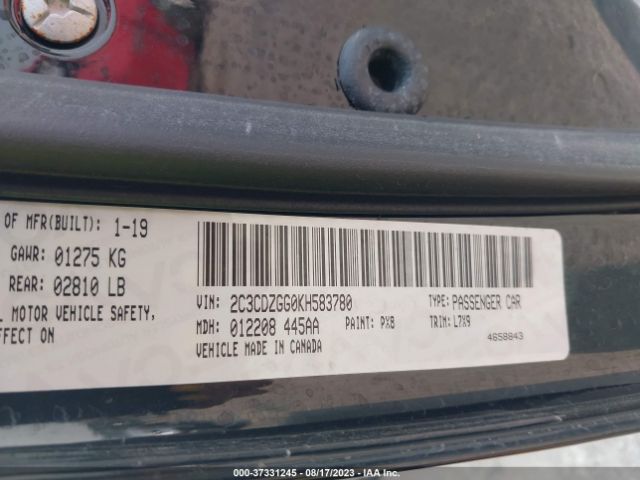 OF MFR(BUILT): 1-19
GAWR: 01275 KG
REAR: 02810 LB
MOTOR VEHICLE SAFETY,
EFFECT ON
VIN: 2C3CDZGG0KH583780
TYPE: PASSENGER CAR
MDH: 012208 445AA
PAINT: PX8
TRIM: L7X9
VEHICLE MADE IN CANADA
4658843
000-37331245 - 08/17/2023 - IAA Inc.